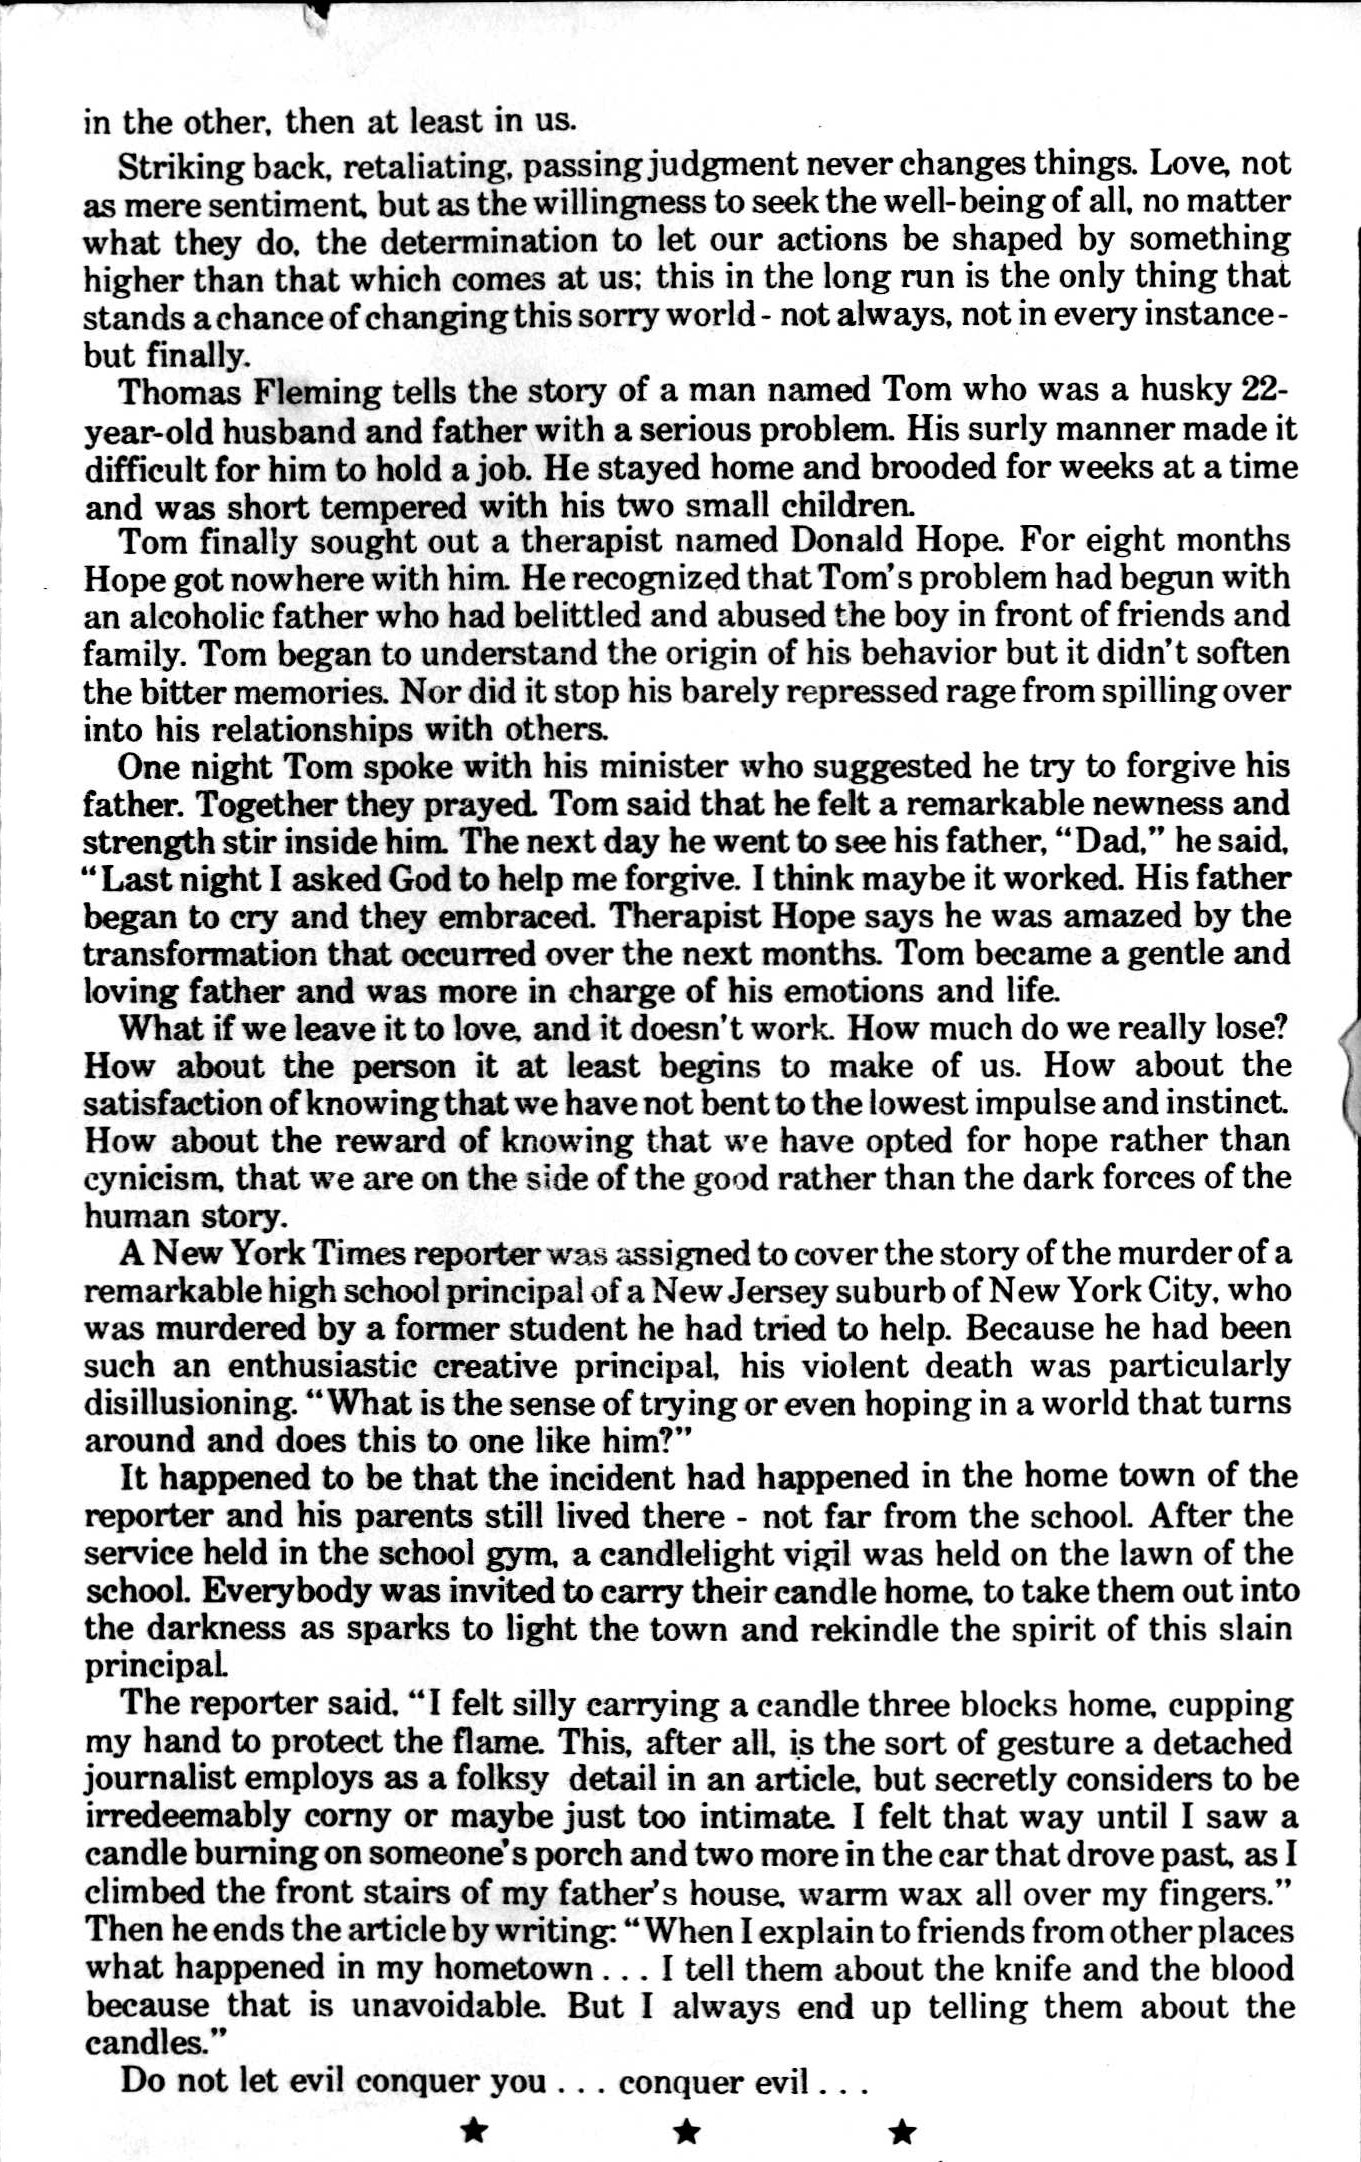 in the other, then at least in us.
Striking back, retaliating, passing judgment never changes things. Love, not
as mere sentiment, but as the willingness to seek the well-being of all, no matter
what they do, the determination to let our actions be shaped by something
higher than that which comes at us; this in the long run is the only thing that
stands a chance of changing this sorry world - not always, not in every instance -
but finally.
Thomas Fleming tells the story of a man named Tom who was a husky 22-
year-old husband and father with a serious problem. His surly manner made it
difficult for him to hold a job. He stayed home and brooded for weeks at a time
and was short tempered with his two small children.
Tom finally sought out a therapist named Donald Hope. For eight months
Hope got nowhere with him. He recognized that Tom's problem had begun with
an alcoholic father who had belittled and abused the boy in front of friends and
family. Tom began to understand the origin of his behavior but it didn't soften
the bitter memories. Nor did it stop his barely repressed rage from spilling over
into his relationships with others.
One night Tom spoke with his minister who suggested he try to forgive his
father. Together they prayed. Tom said that he felt a remarkable newness and
strength stir inside him. The next day he went to see his father, "Dad," he said,
"Last night I asked God to help me forgive. I think maybe it worked. His father
began to cry and they embraced. Therapist Hope says he was amazed by the
transformation that occurred over the next months. Tom became a gentle and
loving father and was more in charge of his emotions and life.
What if we leave it to love, and it doesn't work. How much do we really lose?
How about the person it at least begins to make of us. How about the
satisfaction of knowing that we have not bent to the lowest impulse and instinct.
How about the reward of knowing that we have opted for hope rather than
cynicism, that we are on the side of the good rather than the dark forces of the
human story.
A New York Times reporter was assigned to cover the story of the murder of a
remarkable high school principal of a New Jersey suburb of New York City, who
was murdered by a former student he had tried to help. Because he had been
such an enthusiastic creative principal, his violent death was particularly
disillusioning. "What is the sense of trying or even hoping in a world that turns
around and does this to one like him?"
It happened to be that the incident had happened in the home town of the
reporter and his parents still lived there - not far from the school. After the
service held in the school gym, a candlelight vigil was held on the lawn of the
school. Everybody was invited to carry their candle home, to take them out into
the darkness as sparks to light the town and rekindle the spirit of this slain
principal.
The reporter said, "I felt silly carrying a candle three blocks home, cupping
my hand to protect the flame. This, after all, is the sort of gesture a detached
journalist employs as a folksy detail in an article, but secretly considers to be
irredeemably corny or maybe just too intimate. I felt that way until I saw a
candle burning on someone's porch and two more in the car that drove past, as I
climbed the front stairs of my father's house, warm wax all over my fingers."
Then he ends the article by writing: "When I explain to friends from other places
what happened in my hometown . . . I tell them about the knife and the blood
because that is unavoidable. But I always end up telling them about the
candles."
Do not let evil conquer you . . . conquer evil . . .